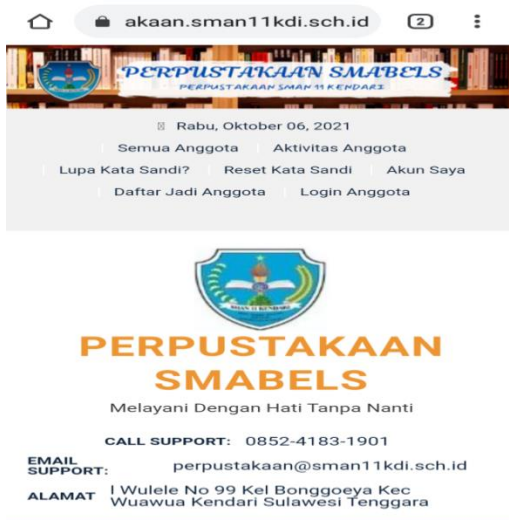 akaan.sman11kdi.sch.id 2
PERPUSTAKAAN SMABELS
PERPUSTAKAAN SMAN 11 KENDARI
Rabu, Oktober 06, 2021
Semua Anggota Aktivitas Anggota
Lupa Kata Sandi? Reset Kata Sandi Akun Saya
Daftar Jadi Anggota Login Anggota
SMAN 11 KENDARI
PERPUSTAKAAN
SMABELS
Melayani Dengan Hati Tanpa Nanti
CALL SUPPORT: 0852-4183-1901
EMAIL
SUPPORT: perpustakaan@sman11kdi.sch.id
ALAMAT l Wulele No 99 Kel Bonggoeya Kec
Wuawua Kendari Sulawesi Tenggara